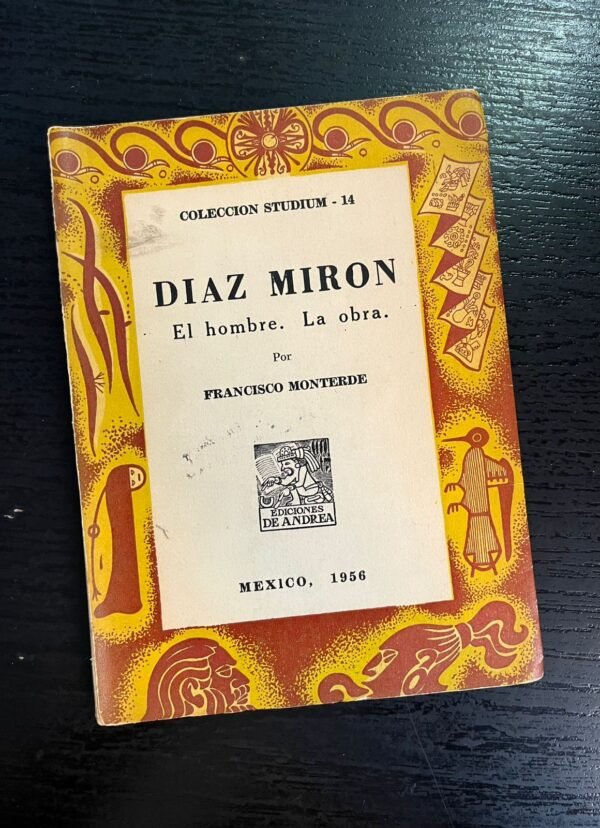 COLECCION STUDIUM - 14
DIAZ MIRON
El hombre. La obra.
Por
FRANCISCO MONTERDE
EDICIONES
DE ANDREA
MEXICO, 1956